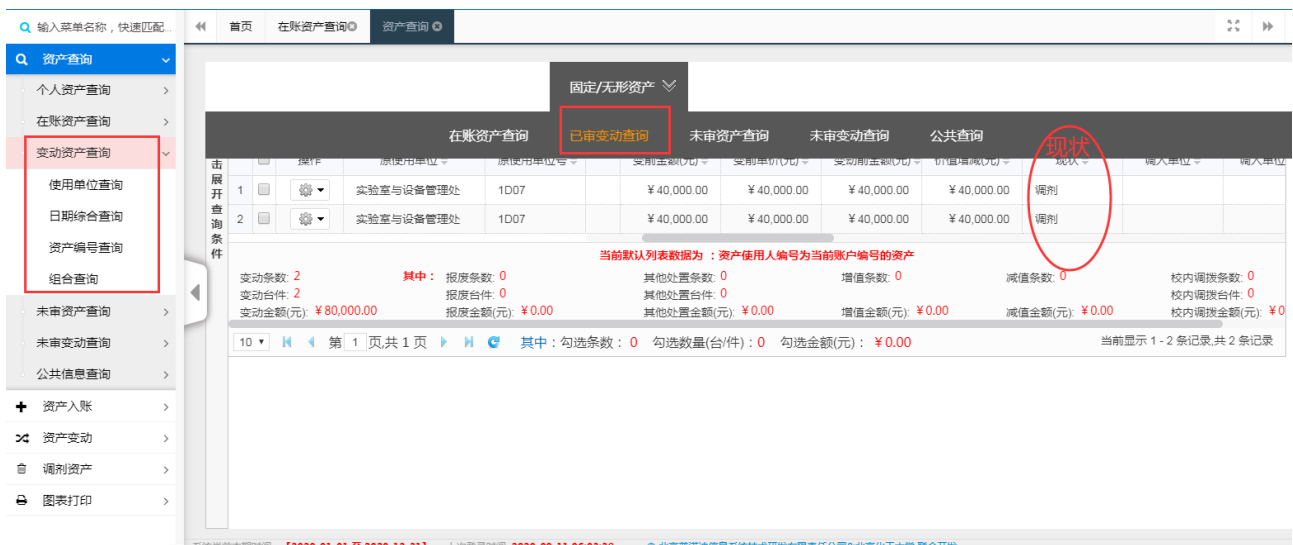 输入菜单名称，快速匹配...
首页 在账资产查询 资产查询
资产查询
个人资产查询
在账资产查询
变动资产查询
使用单位查询
日期综合查询
资产编号查询
组合查询
未审资产查询
未审变动查询
公共信息查询
资产入账
资产变动
调剂资产
图表打印
固定/无形资产
在账资产查询 已审变动查询 未审资产查询 未审变动查询 公共查询
现状
击展开查询条件
操作 原使用单位 原使用单位号 变前金额(元) 变前单价(元) 变动前金额(元) 价值增减(元) 现状 调入单位 调入单位
1 实验室与设备管理处 1D07 ¥40,000.00 ¥40,000.00 ¥40,000.00 ¥40,000.00 调剂
2 实验室与设备管理处 1D07 ¥40,000.00 ¥40,000.00 ¥40,000.00 ¥40,000.00 调剂
当前默认列表数据为 ：资产使用人编号为当前账户编号的资产
变动条数: 2 其中： 报废条数: 0 其他处置条数: 0 增值条数: 0 减值条数: 0 校内调拨条数: 0
变动台件: 2 报废台件: 0 其他处置台件: 0 校内调拨台件: 0
变动金额(元): ¥80,000.00 报废金额(元): ¥0.00 其他处置金额(元): ¥0.00 增值金额(元): ¥0.00 减值金额(元): ¥0.00 校内调拨金额(元): ¥0
10 第 1 页,共 1 页 其中：勾选条数： 0 勾选数量(台/件)：0 勾选金额(元)： ¥0.00 当前显示 1 - 2 条记录,共 2 条记录